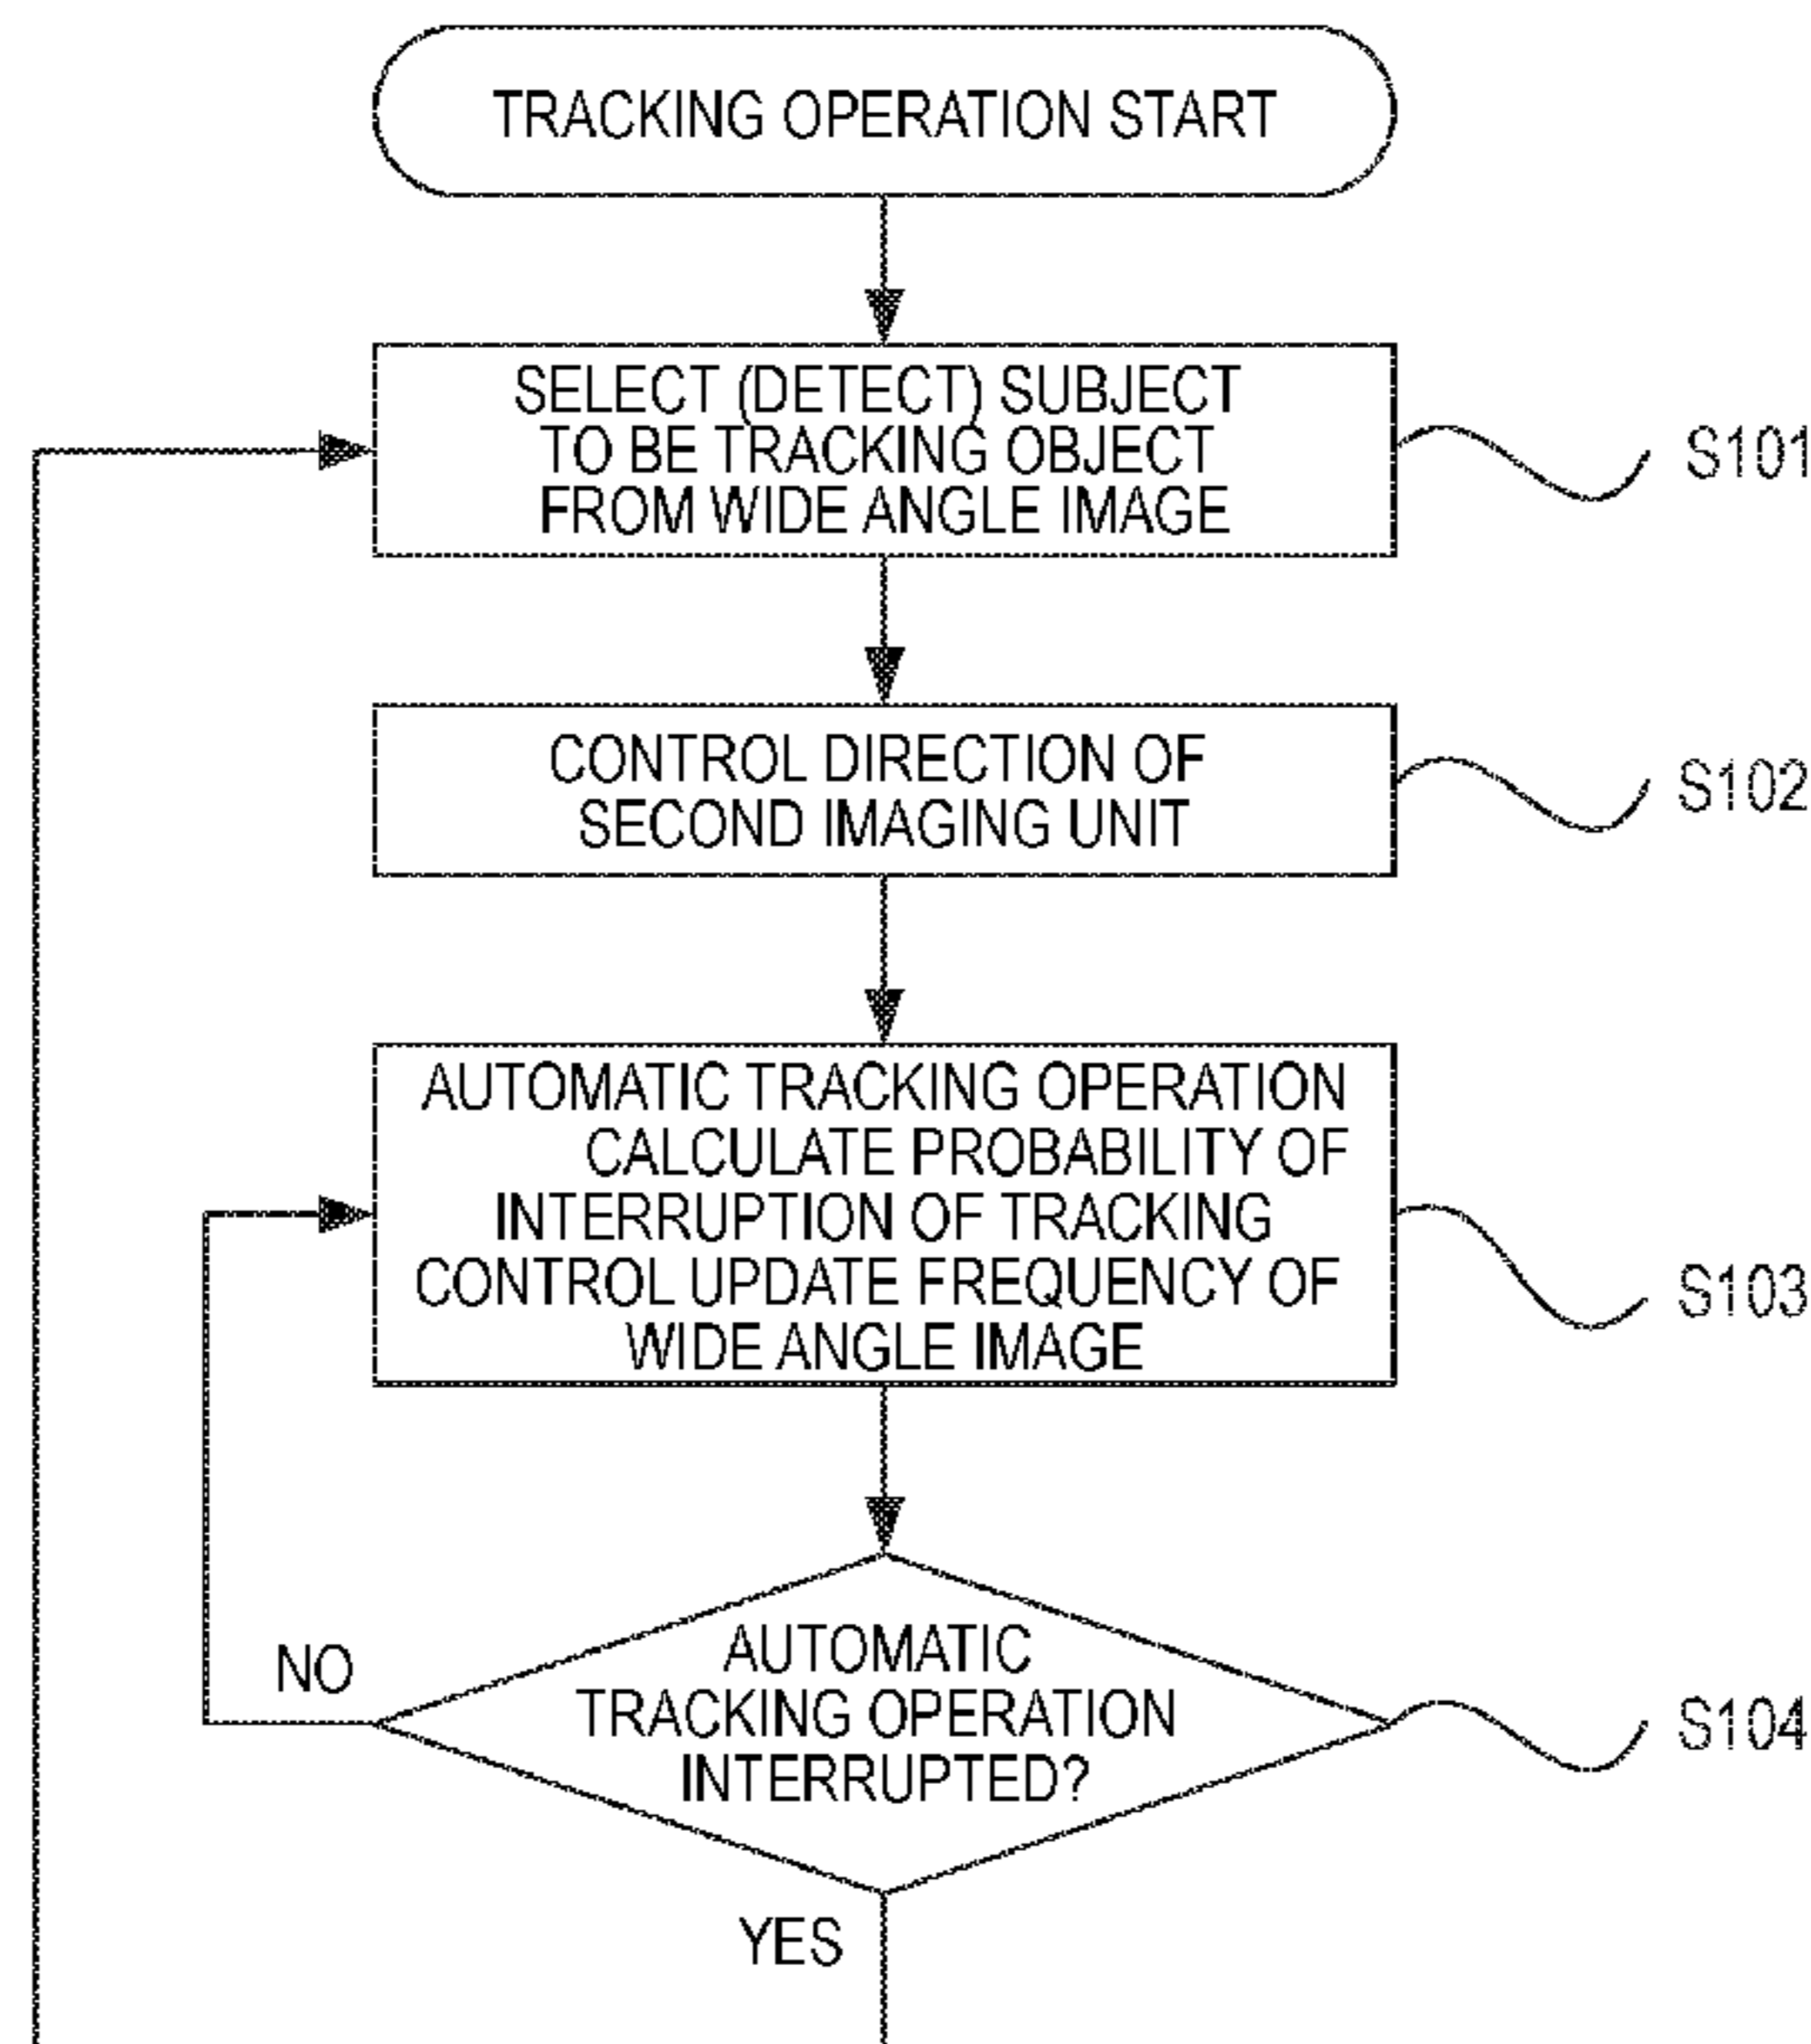 TRACKING OPERATION START
SELECT (DETECT) SUBJECT
TO BE TRACKING OBJECT
FROM WIDE ANGLE IMAGE
S101
CONTROL DIRECTION OF
SECOND IMAGING UNIT
S102
AUTOMATIC TRACKING OPERATION
CALCULATE PROBABILITY OF
INTERRUPTION OF TRACKING
CONTROL UPDATE FREQUENCY OF
WIDE ANGLE IMAGE
S103
NO
AUTOMATIC
TRACKING OPERATION
INTERRUPTED?
S104
YES